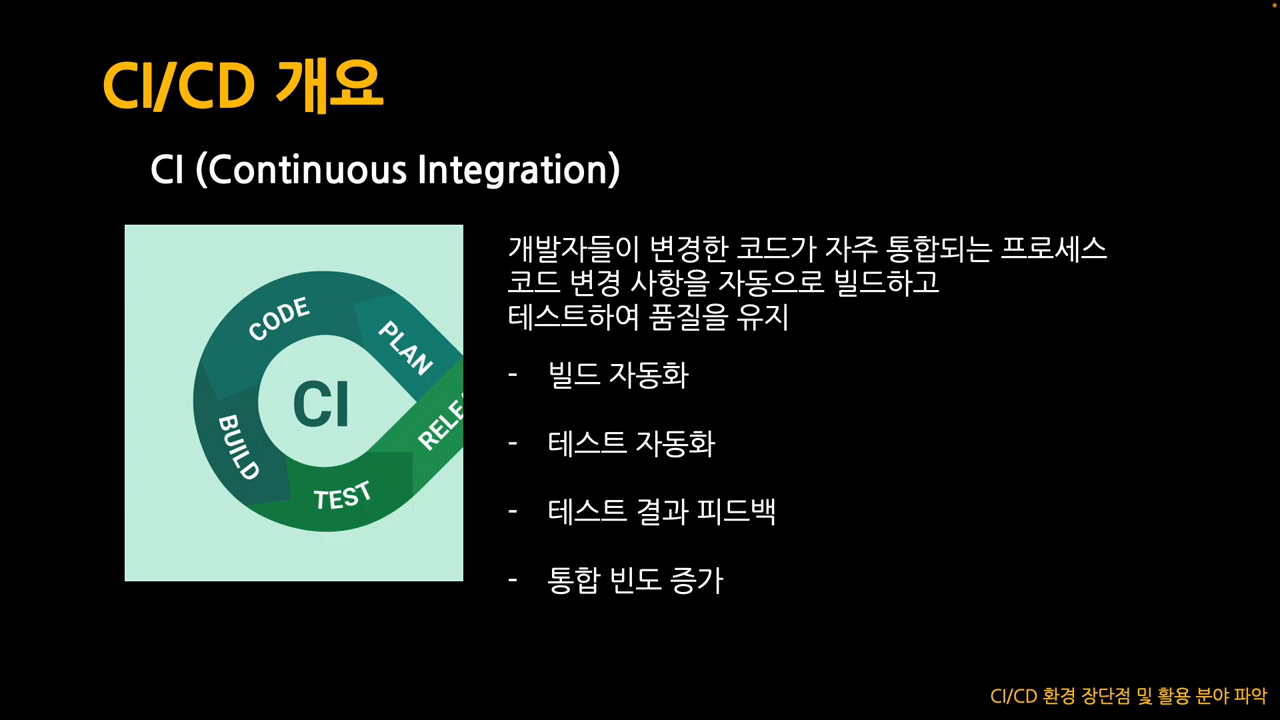 CI/CD 개요
CI (Continuous Integration)
개발자들이 변경한 코드가 자주 통합되는 프로세스
코드 변경 사항을 자동으로 빌드하고
테스트하여 품질을 유지
- 빌드 자동화
- 테스트 자동화
- 테스트 결과 피드백
- 통합 빈도 증가
CODE
PLAN
CI
BUILD
TEST
CI/CD 환경 장단점 및 활용 분야 파악